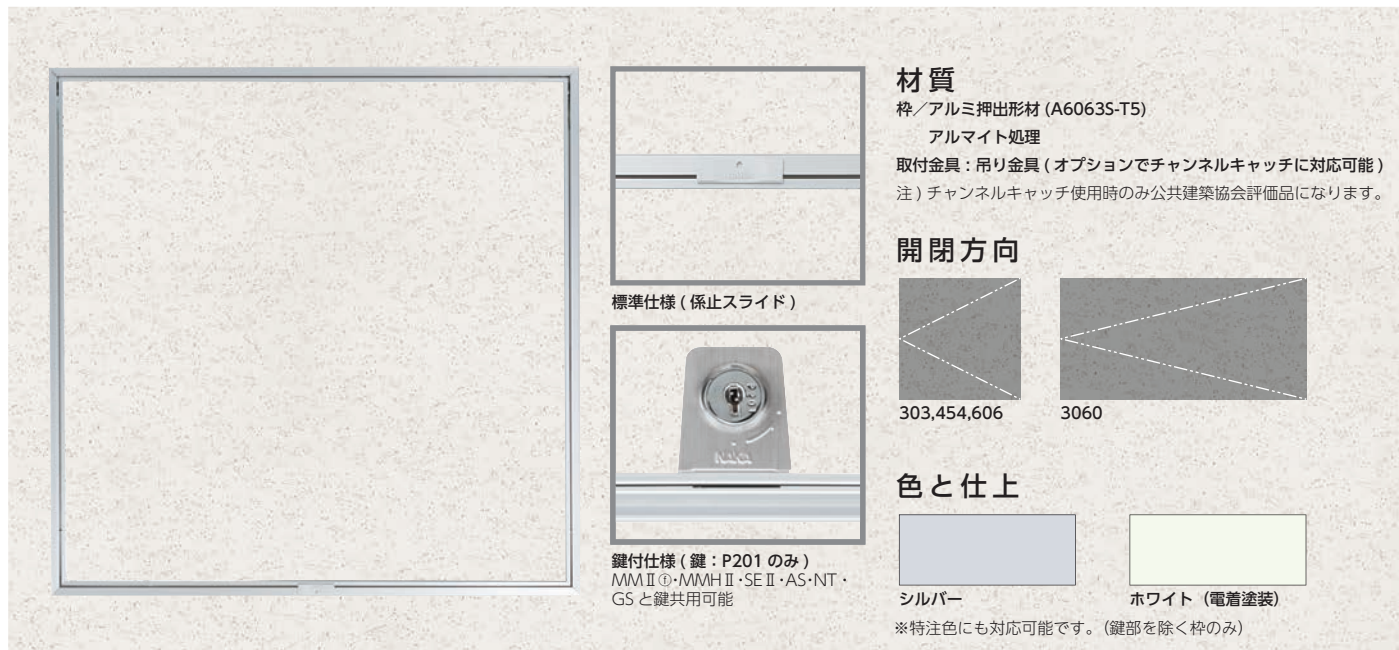 材質
枠／アルミ押出形材 (A6063S-T5)
アルマイト処理
取付金具：吊り金具 ( オプションでチャンネルキャッチに対応可能 )
注 ) チャンネルキャッチ使用時のみ公共建築協会評価品になります。
標準仕様 ( 係止スライド )
開閉方向
303,454,606
3060
P201
NAKA
鍵付仕様 ( 鍵：P201 のみ )
MMⅡⓕ・MMHⅡ・SEⅡ・AS・NT・
GS と鍵共用可能
色と仕上
シルバー
ホワイト（電着塗装）
※特注色にも対応可能です。（鍵部を除く枠のみ）